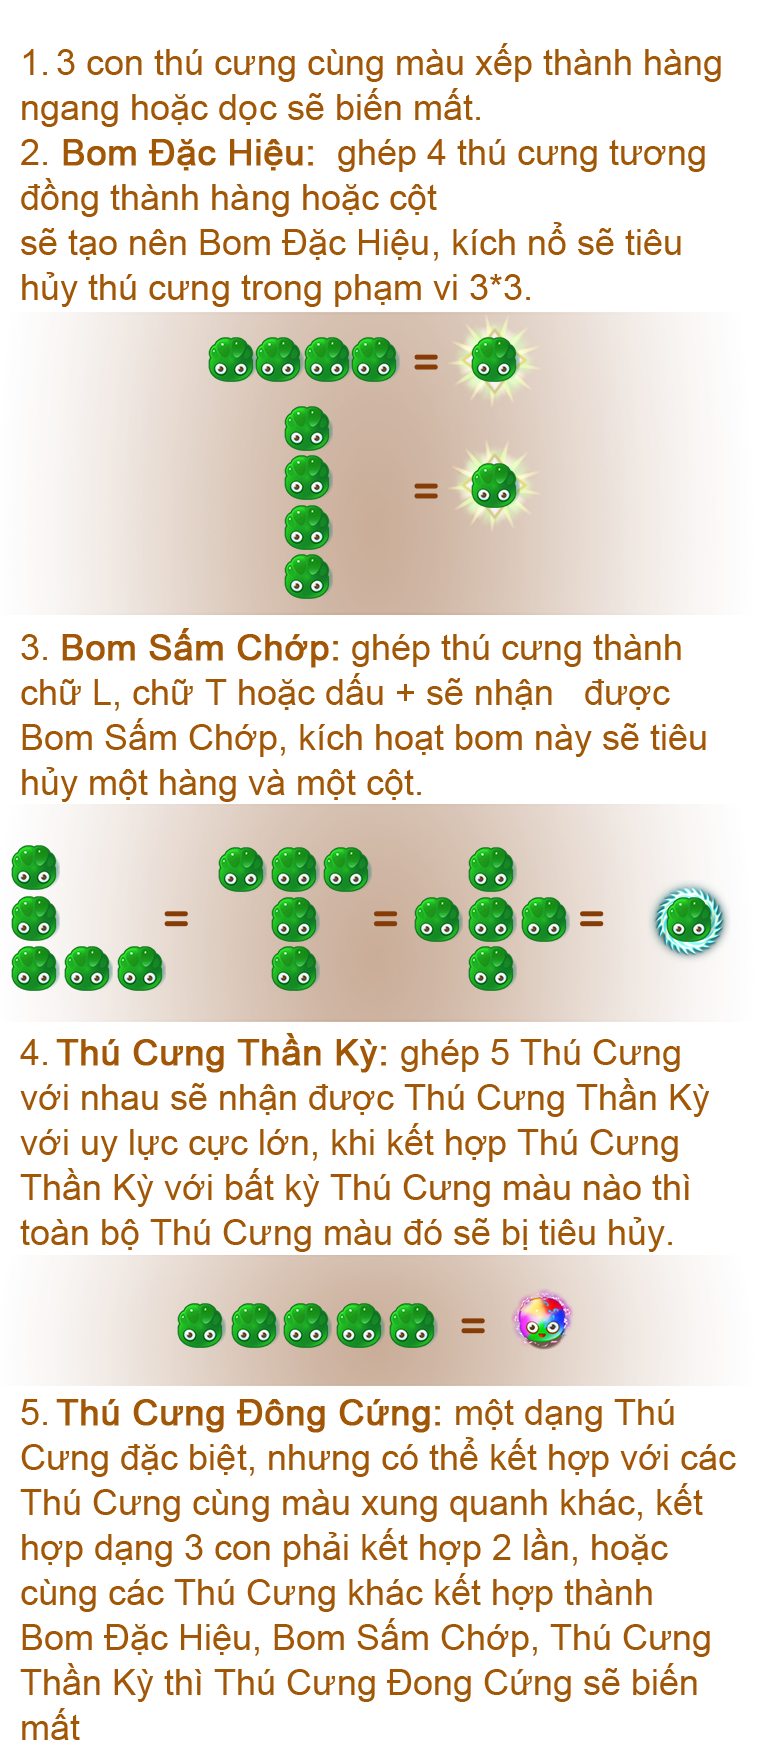 1. 3 con thú cưng cùng màu xếp thành hàng
ngang hoặc dọc sẽ biến mất.
2. Bom Đặc Hiệu: ghép 4 thú cưng tương
đồng thành hàng hoặc cột
sẽ tạo nên Bom Đặc Hiệu, kích nổ sẽ tiêu
hủy thú cưng trong phạm vi 3*3.
=
=
3. Bom Sấm Chớp: ghép thú cưng thành
chữ L, chữ T hoặc dấu + sẽ nhận được
Bom Sấm Chớp, kích hoạt bom này sẽ tiêu
hủy một hàng và một cột.
= = =
4. Thú Cưng Thần Kỳ: ghép 5 Thú Cưng
với nhau sẽ nhận được Thú Cưng Thần Kỳ
với uy lực cực lớn, khi kết hợp Thú Cưng
Thần Kỳ với bất kỳ Thú Cưng màu nào thì
toàn bộ Thú Cưng màu đó sẽ bị tiêu hủy.
=
5. Thú Cưng Đông Cứng: một dạng Thú
Cưng đặc biệt, nhưng có thể kết hợp với các
Thú Cưng cùng màu xung quanh khác, kết
hợp dạng 3 con phải kết hợp 2 lần, hoặc
cùng các Thú Cưng khác kết hợp thành
Bom Đặc Hiệu, Bom Sấm Chớp, Thú Cưng
Thần Kỳ thì Thú Cưng Đong Cứng sẽ biến
mất